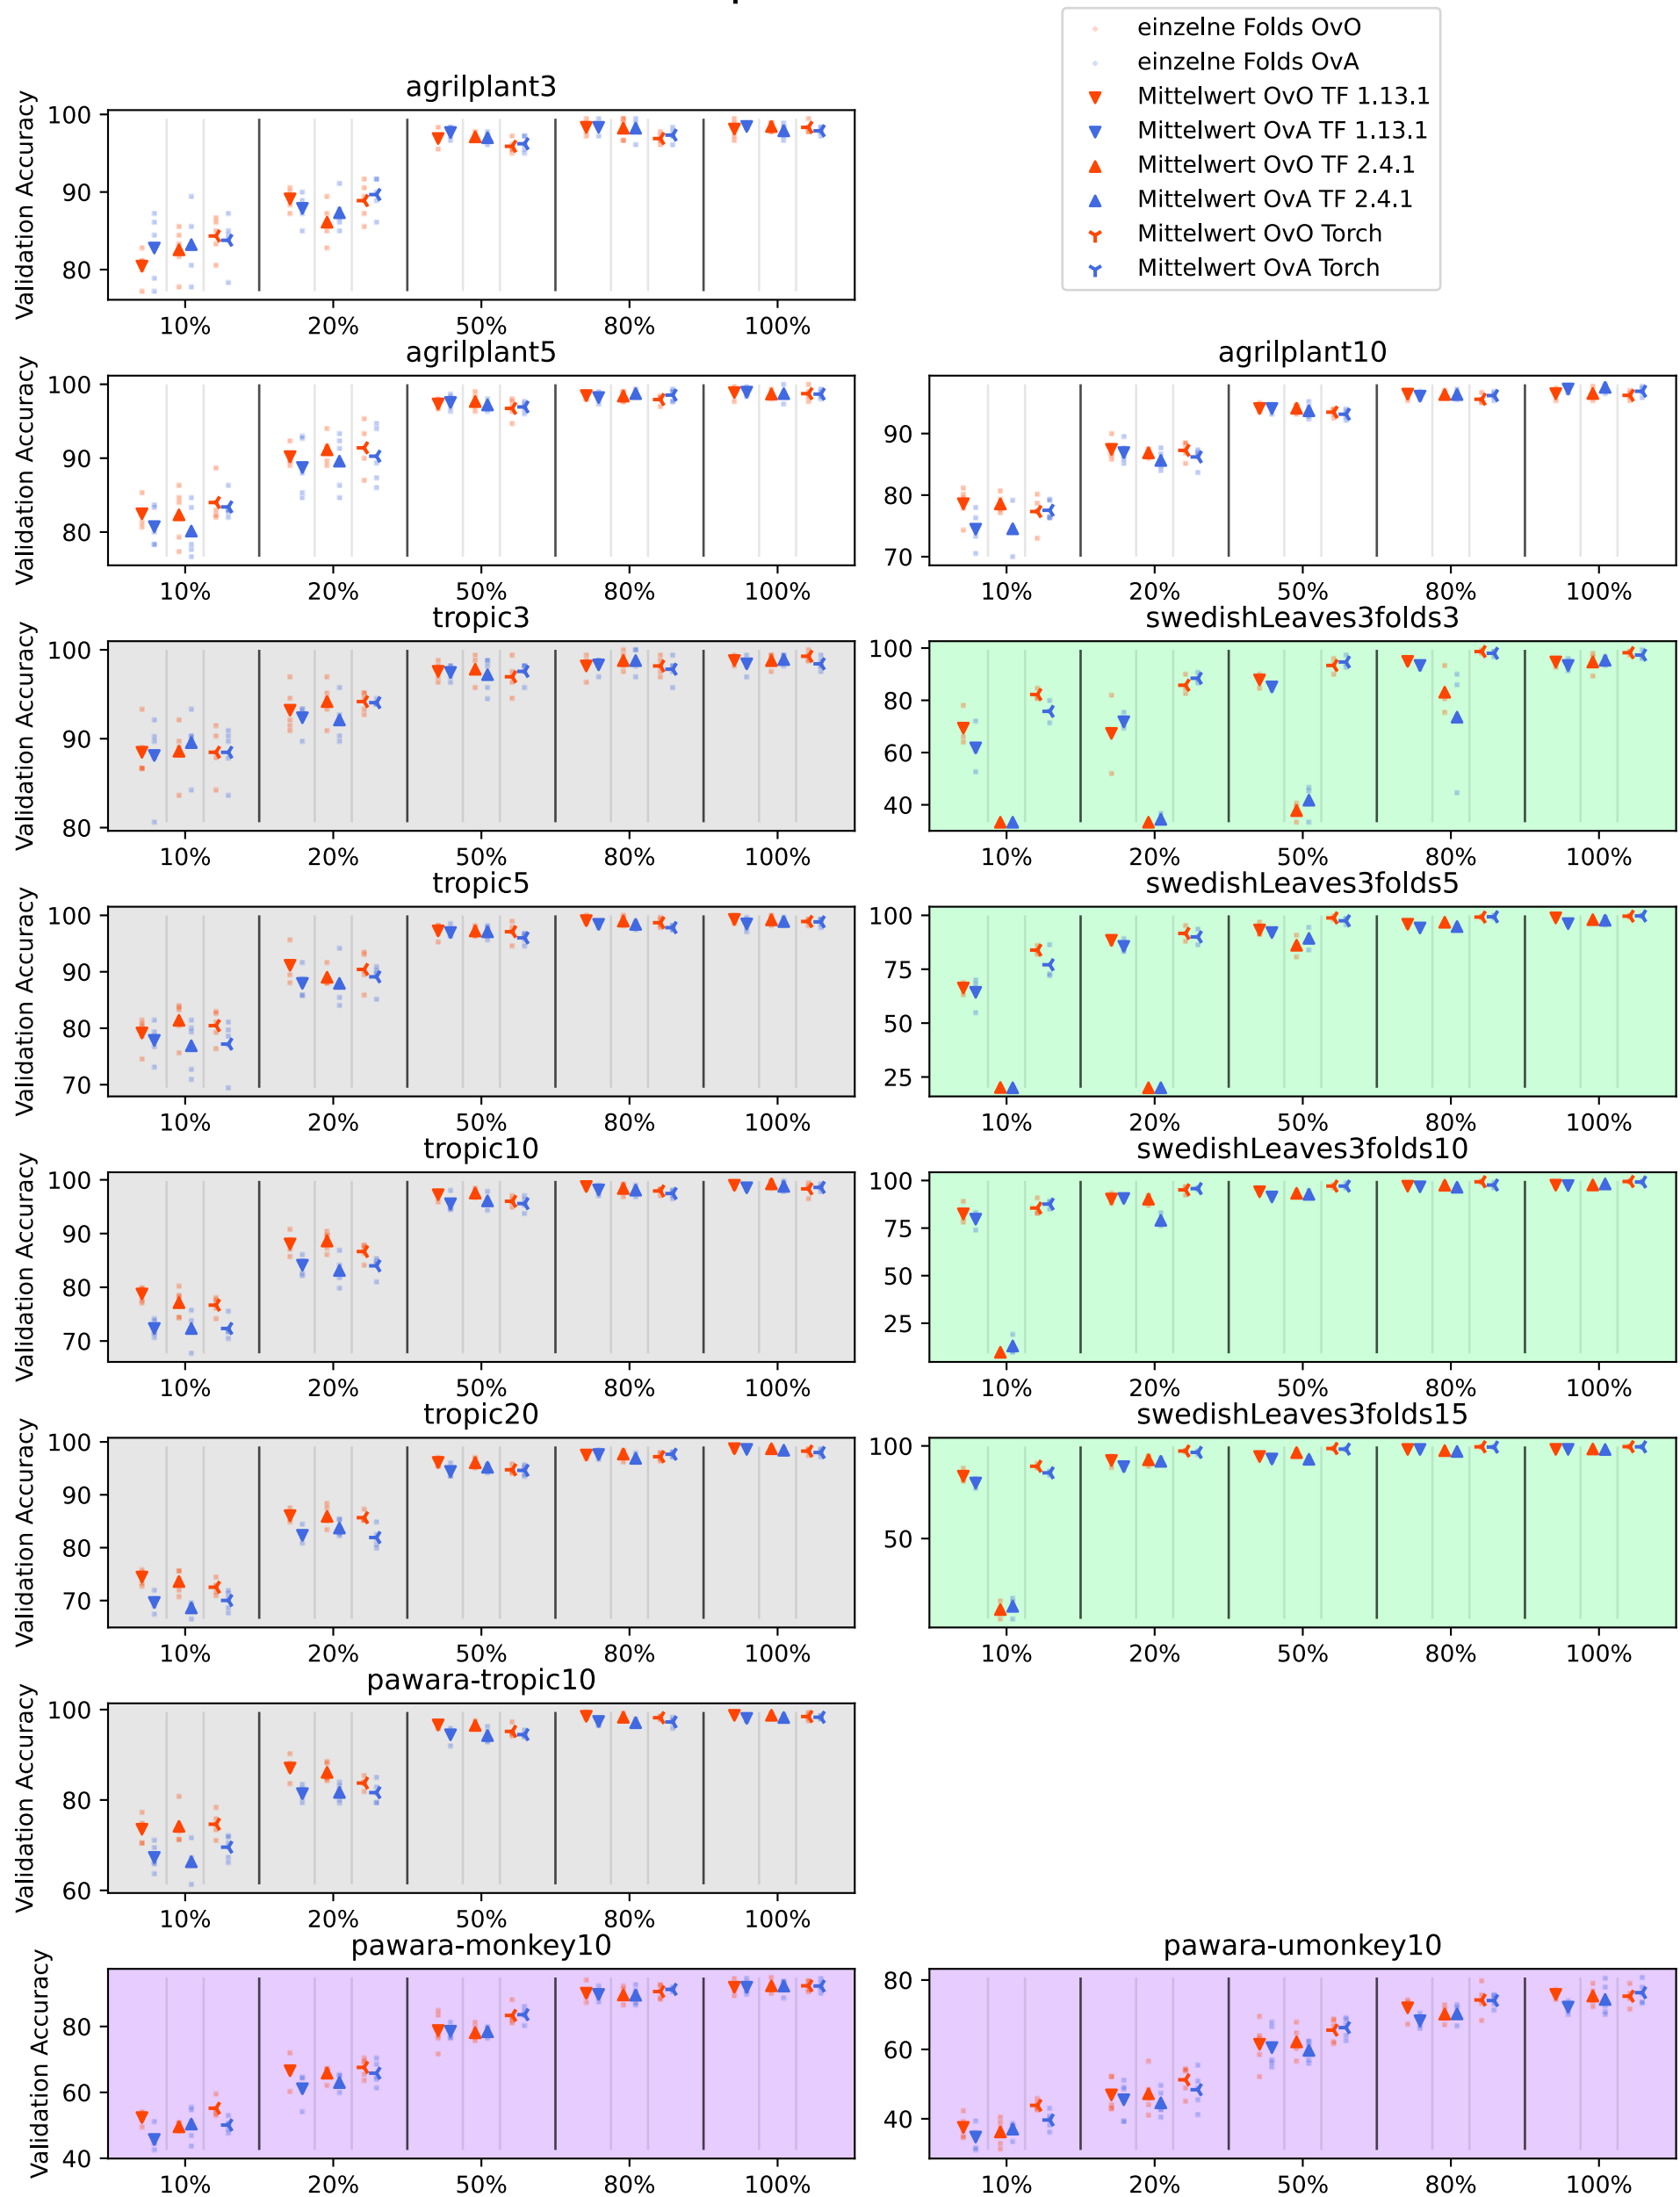 einzelne Folds OvO
einzelne Folds OvA
Mittelwert OvO TF 1.13.1
Mittelwert OvA TF 1.13.1
Mittelwert OvO TF 2.4.1
Mittelwert OvA TF 2.4.1
Mittelwert OvO Torch
Mittelwert OvA Torch
agrilplant3
Validation Accuracy
100
90
80
10% 20% 50% 80% 100%
agrilplant5
Validation Accuracy
100
90
80
10% 20% 50% 80% 100%
agrilplant10
90
80
70
10% 20% 50% 80% 100%
tropic3
Validation Accuracy
100
90
80
10% 20% 50% 80% 100%
swedishLeaves3folds3
100
80
60
40
10% 20% 50% 80% 100%
tropic5
Validation Accuracy
100
90
80
70
10% 20% 50% 80% 100%
swedishLeaves3folds5
100
75
50
25
10% 20% 50% 80% 100%
tropic10
Validation Accuracy
100
90
80
70
10% 20% 50% 80% 100%
swedishLeaves3folds10
100
75
50
25
10% 20% 50% 80% 100%
tropic20
Validation Accuracy
100
90
80
70
10% 20% 50% 80% 100%
swedishLeaves3folds15
100
50
10% 20% 50% 80% 100%
pawara-tropic10
Validation Accuracy
100
80
60
10% 20% 50% 80% 100%
pawara-monkey10
Validation Accuracy
80
60
40
10% 20% 50% 80% 100%
pawara-umonkey10
80
60
40
10% 20% 50% 80% 100%